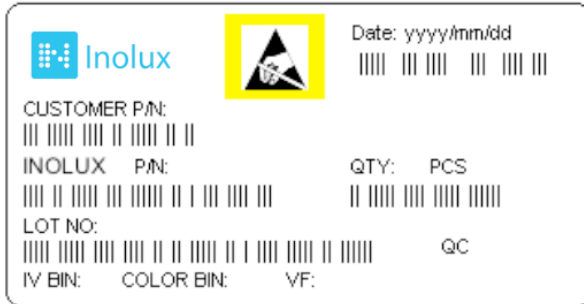 Inolux
Date: yyyy/mm/dd
CUSTOMER P/N:
INOLUX P/N:
QTY: PCS
LOT NO:
QC
IV BIN: COLOR BIN: VF: